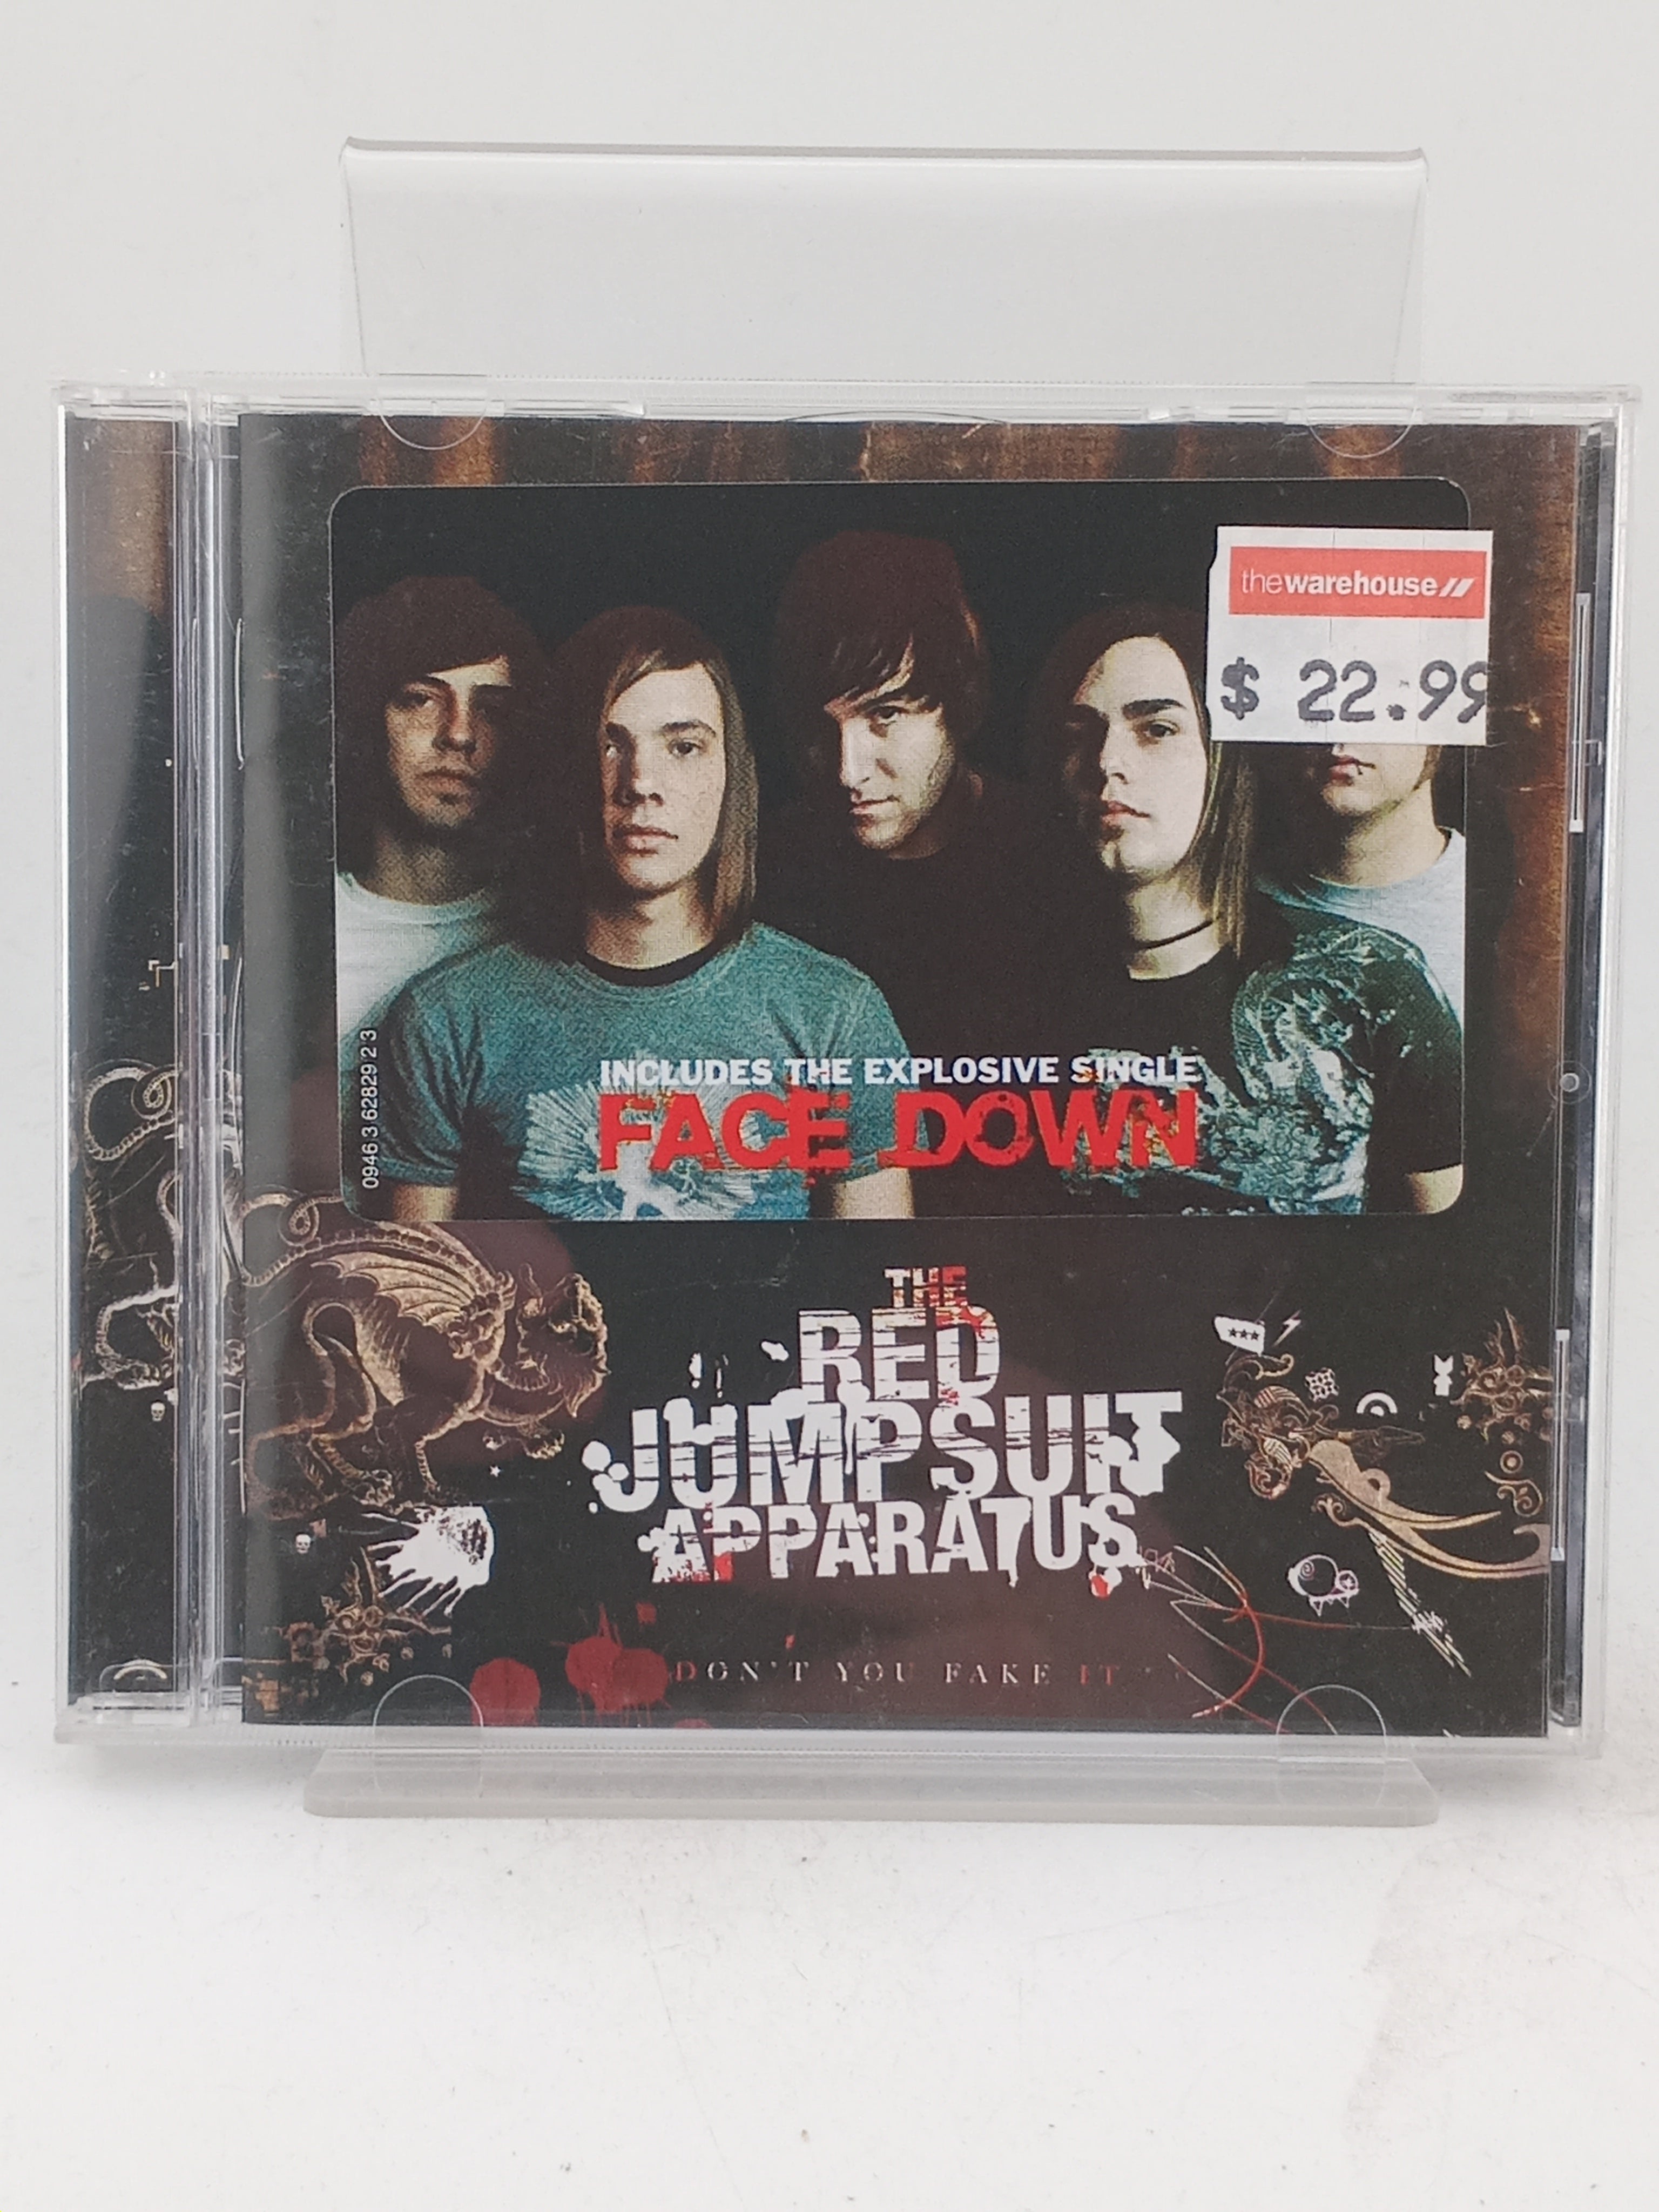 thewarehouse
$ 22.99
INCLUDES THE EXPLOSIVE SINGLE
FACE DOWN
0946 3 62829 2 3
THE
RED
JUMPSUIT
APPARATUS
DON'T YOU FAKE IT